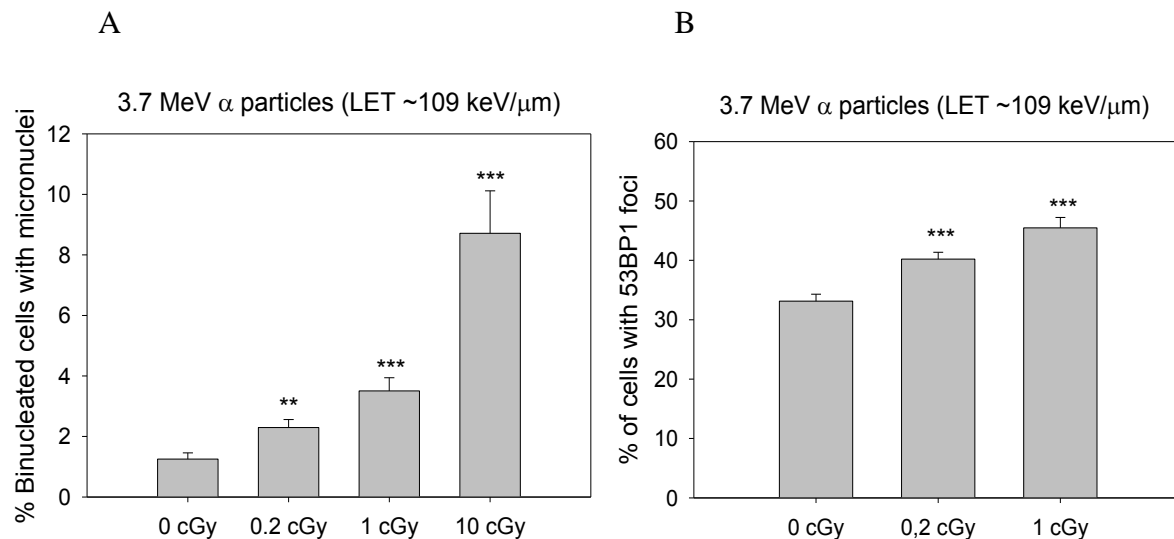 A
3.7 MeV α particles (LET ~109 keV/μm)
% Binucleated cells with micronuclei
12
10
8
6
4
2
0
**
***
***
0 cGy
0.2 cGy
1 cGy
10 cGy
B
3.7 MeV α particles (LET ~109 keV/μm)
% of cells with 53BP1 foci
60
50
40
30
20
10
0
***
***
0 cGy
0,2 cGy
1 cGy